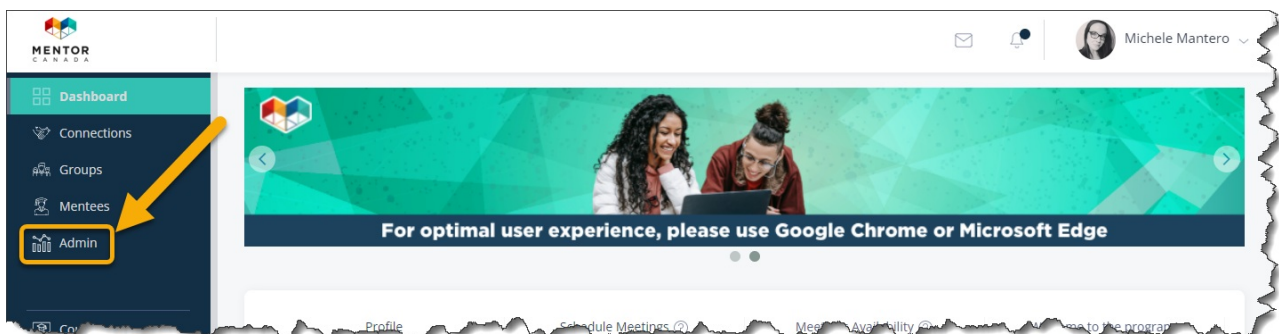 MENTOR
CANADA
Michele Mantero
Dashboard
Connections
Groups
Mentees
Admin
For optimal user experience, please use Google Chrome or Microsoft Edge
Profile
Schedule Meetings